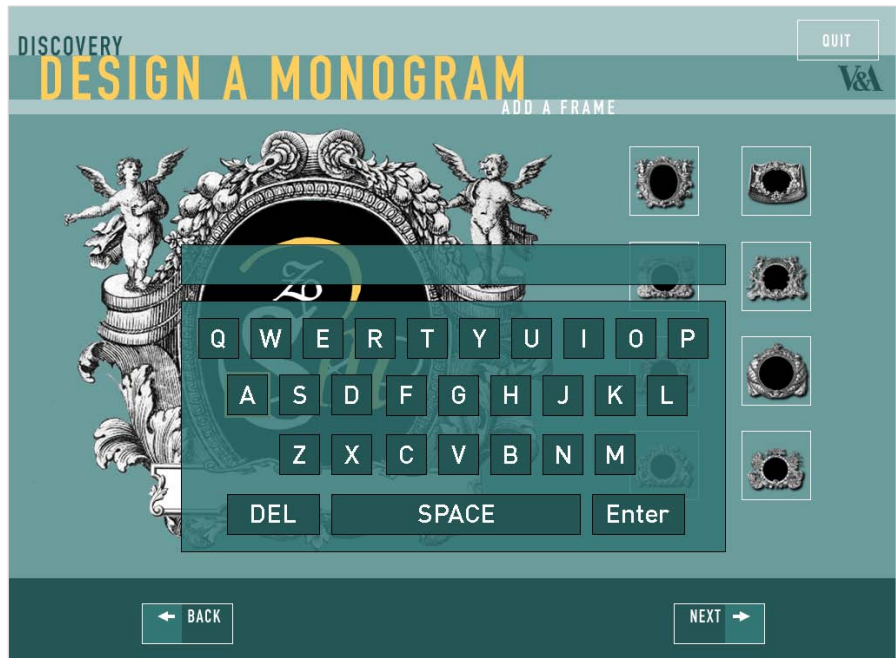 DISCOVERY
QUIT
DESIGN A MONOGRAM
V&A
ADD A FRAME
Q W E R T Y U I O P
A S D F G H J K L
Z X C V B N M
DEL SPACE Enter
BACK
NEXT